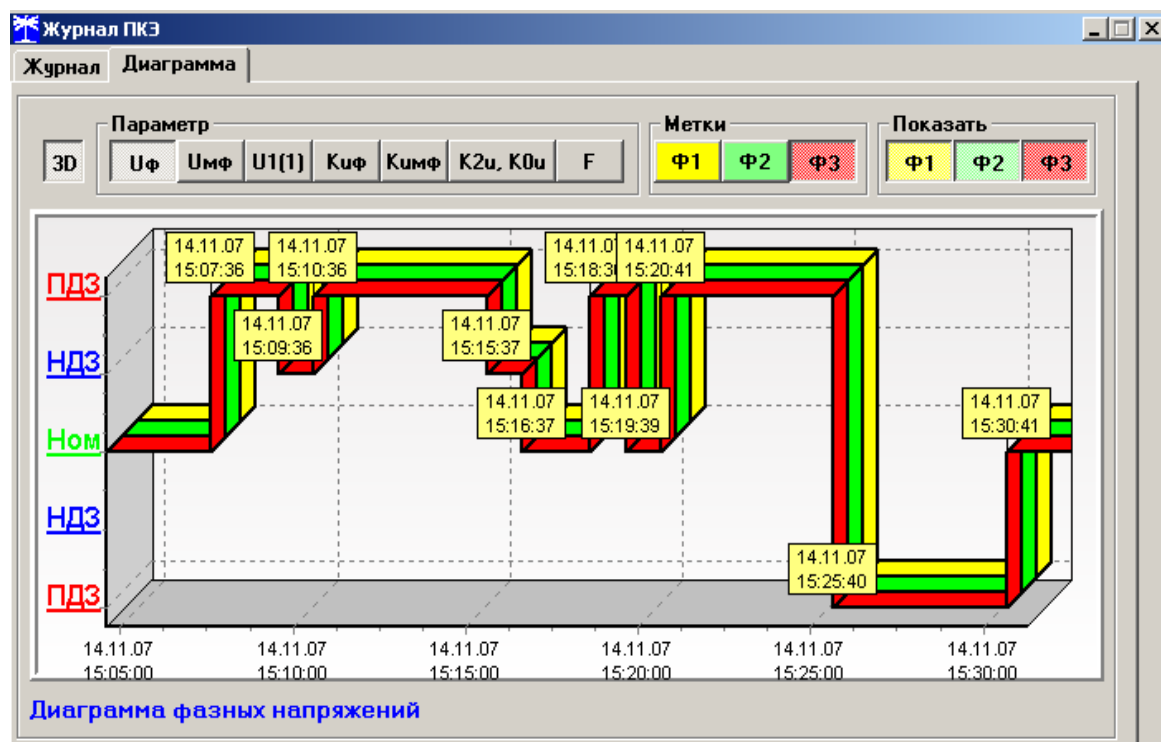 Журнал ПКЭ
Журнал Диаграмма
Параметр Метки Показать
3D Uф Uмф U1(1) Kuф Kuмф K2u, K0u F Ф1 Ф2 Ф3 Ф1 Ф2 Ф3
14.11.07 14.11.07 14.11.0 14.11.07
15:07:36 15:10:36 15:18:3 15:20:41
ПДЗ
14.11.07 14.11.07
15:09:36 15:15:37
НДЗ
14.11.07 14.11.07 14.11.07
15:16:37 15:19:39 15:30:41
Ном
НДЗ
14.11.07
15:25:40
ПДЗ
14.11.07 14.11.07 14.11.07 14.11.07 14.11.07 14.11.07
15:05:00 15:10:00 15:15:00 15:20:00 15:25:00 15:30:00
Диаграмма фазных напряжений